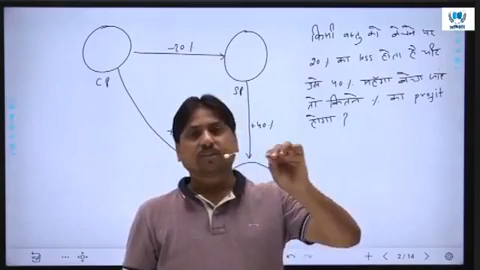 -20%
CP
SP
+40%
किसी वस्तु को बेचने पर
20% का loss होता है यदि
उसे 40% महँगा बेचा जाए
तो कितने % का profit
होगा ?
2/14